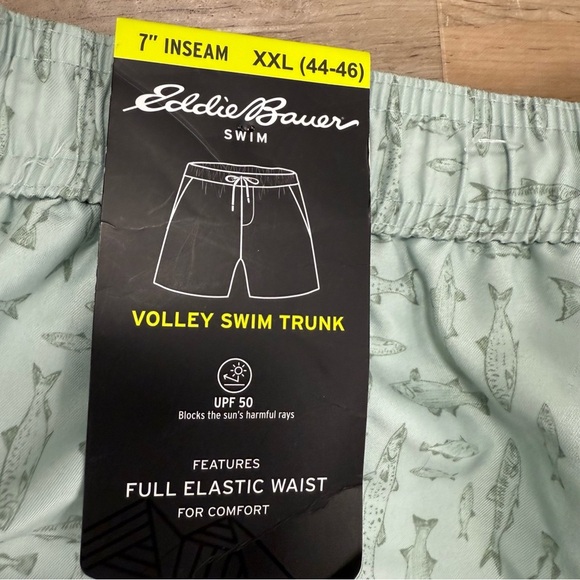 7" INSEAM XXL (44-46)
Eddie Bauer
SWIM
VOLLEY SWIM TRUNK
UPF 50
Blocks the sun's harmful rays
FEATURES
FULL ELASTIC WAIST
FOR COMFORT